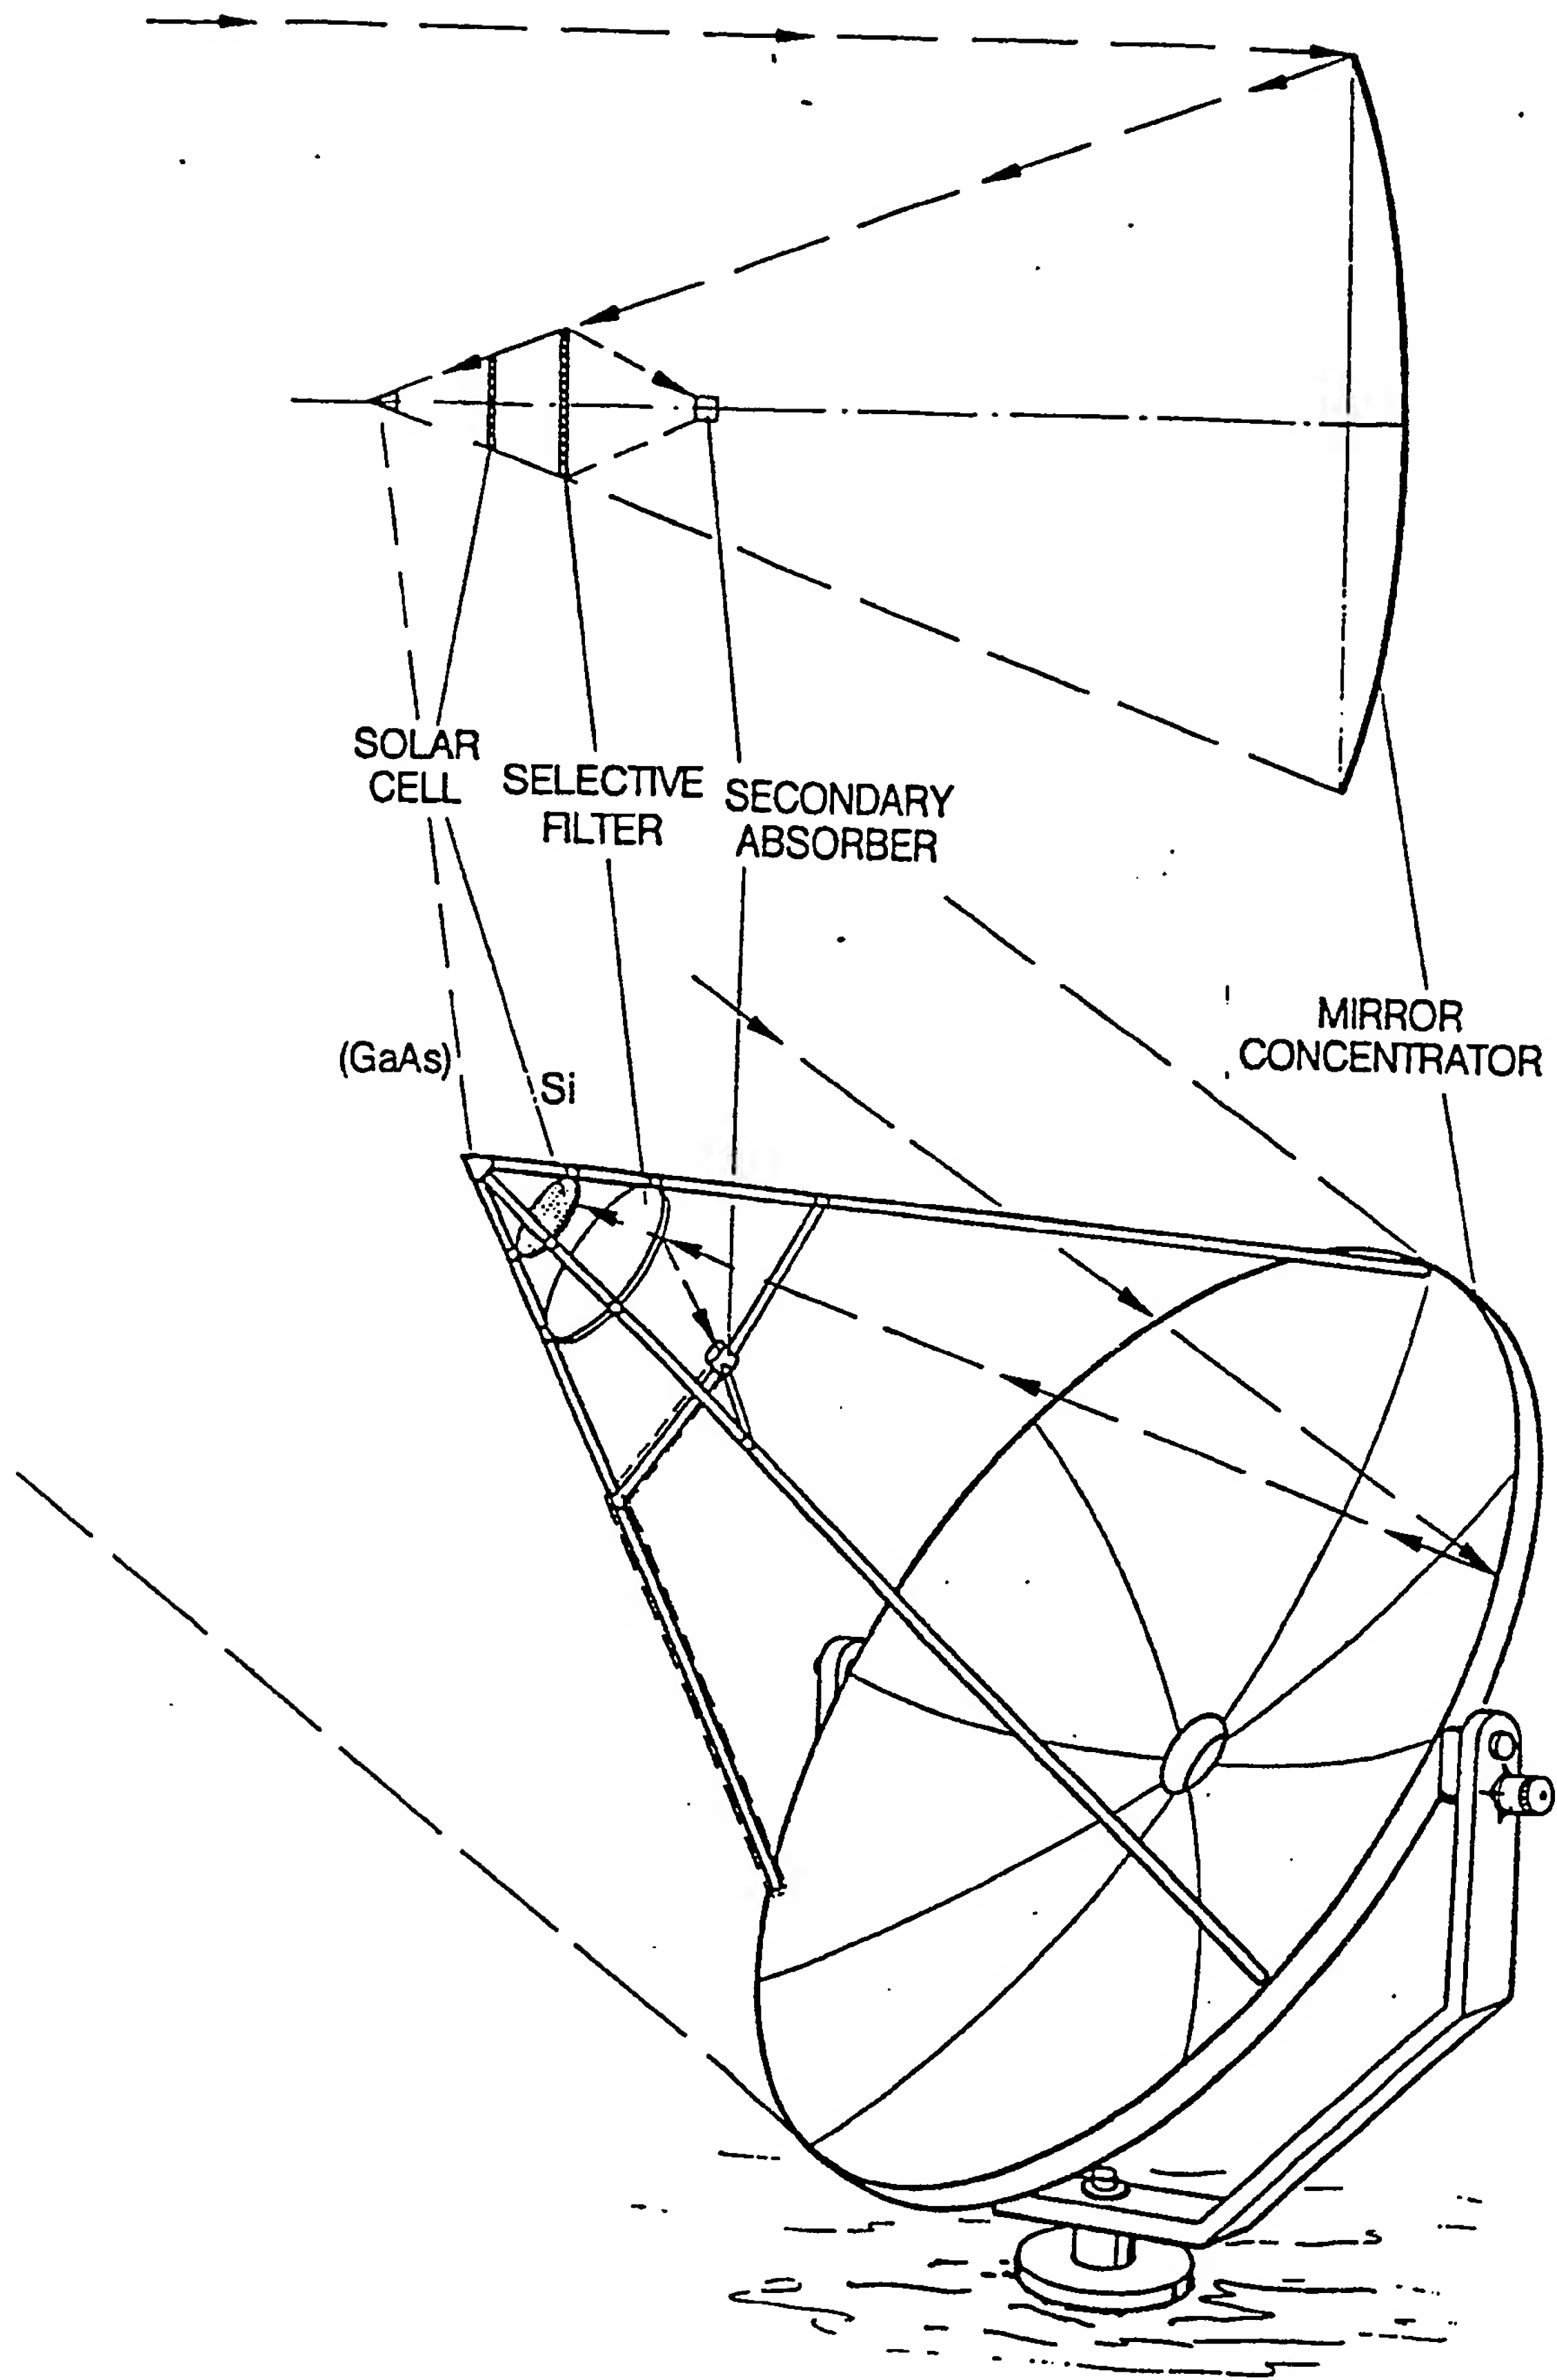 SOLAR
CELL
SELECTIVE
FILTER
SECONDARY
ABSORBER
MIRROR
CONCENTRATOR
(GaAs)
Si